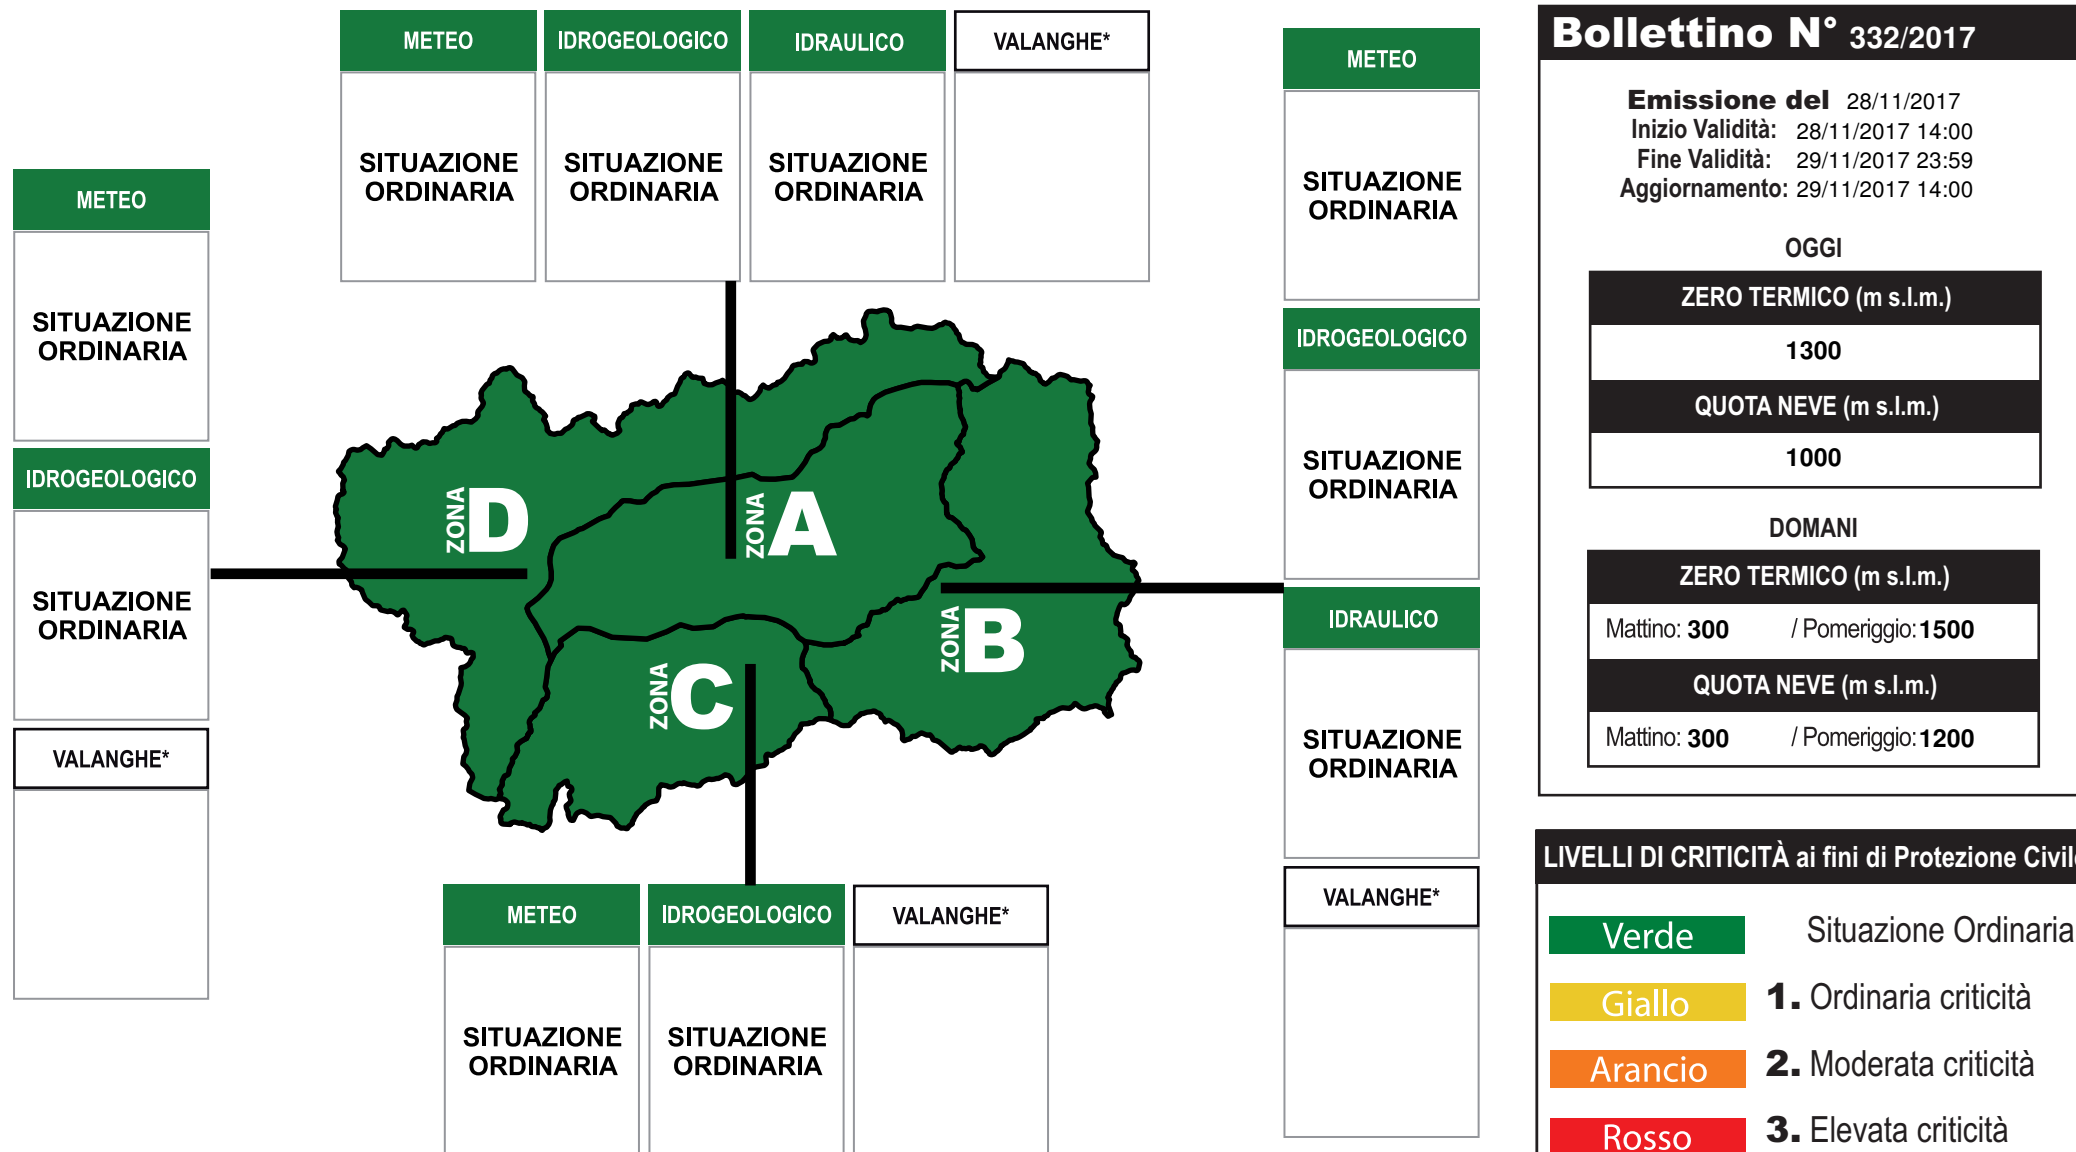 METEO
IDROGEOLOGICO
IDRAULICO
VALANGHE*
SITUAZIONE
ORDINARIA
SITUAZIONE
ORDINARIA
SITUAZIONE
ORDINARIA
METEO
SITUAZIONE
ORDINARIA
IDROGEOLOGICO
SITUAZIONE
ORDINARIA
VALANGHE*
ZONA D
ZONA A
ZONA B
ZONA C
METEO
SITUAZIONE
ORDINARIA
IDROGEOLOGICO
SITUAZIONE
ORDINARIA
IDRAULICO
SITUAZIONE
ORDINARIA
VALANGHE*
METEO
IDROGEOLOGICO
VALANGHE*
SITUAZIONE
ORDINARIA
SITUAZIONE
ORDINARIA
Bollettino N° 332/2017
Emissione del 28/11/2017
Inizio Validità: 28/11/2017 14:00
Fine Validità: 29/11/2017 23:59
Aggiornamento: 29/11/2017 14:00
OGGI
ZERO TERMICO (m s.l.m.)
1300
QUOTA NEVE (m s.l.m.)
1000
DOMANI
ZERO TERMICO (m s.l.m.)
Mattino: 300 / Pomeriggio: 1500
QUOTA NEVE (m s.l.m.)
Mattino: 300 / Pomeriggio: 1200
LIVELLI DI CRITICITÀ ai fini di Protezione Civile
Verde Situazione Ordinaria
Giallo 1. Ordinaria criticità
Arancio 2. Moderata criticità
Rosso 3. Elevata criticità